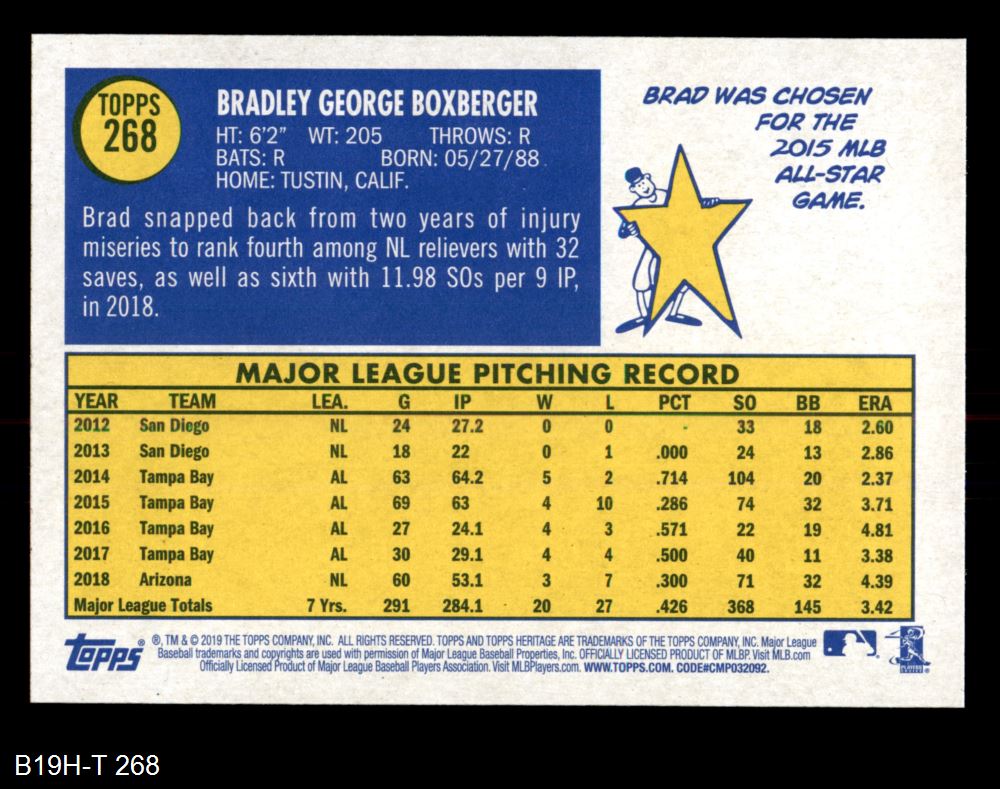 TOPPS
268
BRADLEY GEORGE BOXBERGER
HT: 6'2" WT: 205 THROWS: R
BATS: R BORN: 05/27/88
HOME: TUSTIN, CALIF.
Brad snapped back from two years of injury
miseries to rank fourth among NL relievers with 32
saves, as well as sixth with 11.98 SOs per 9 IP,
in 2018.
BRAD WAS CHOSEN
FOR THE
2015 MLB
ALL-STAR
GAME.
MAJOR LEAGUE PITCHING RECORD
YEAR TEAM LEA. G IP W L PCT SO BB ERA
2012 San Diego NL 24 27.2 0 0 - 33 18 2.60
2013 San Diego NL 18 22 0 1 .000 24 13 2.86
2014 Tampa Bay AL 63 64.2 5 2 .714 104 20 2.37
2015 Tampa Bay AL 69 63 4 10 .286 74 32 3.71
2016 Tampa Bay AL 27 24.1 4 3 .571 22 19 4.81
2017 Tampa Bay AL 30 29.1 4 4 .500 40 11 3.38
2018 Arizona NL 60 53.1 3 7 .300 71 32 4.39
Major League Totals 7 Yrs. 291 284.1 20 27 .426 368 145 3.42
Topps ® ®, TM & © 2019 THE TOPPS COMPANY, INC. ALL RIGHTS RESERVED. TOPPS AND TOPPS HERITAGE ARE TRADEMARKS OF THE TOPPS COMPANY, INC. Major League
Baseball trademarks and copyrights are used with permission of Major League Baseball Properties, Inc. OFFICIALLY LICENSED PRODUCT OF MLBP. Visit MLB.com
Officially Licensed Product of Major League Baseball Players Association. Visit MLBPlayers.com. WWW.TOPPS.COM. CODE#CMP032092.
B19H-T 268